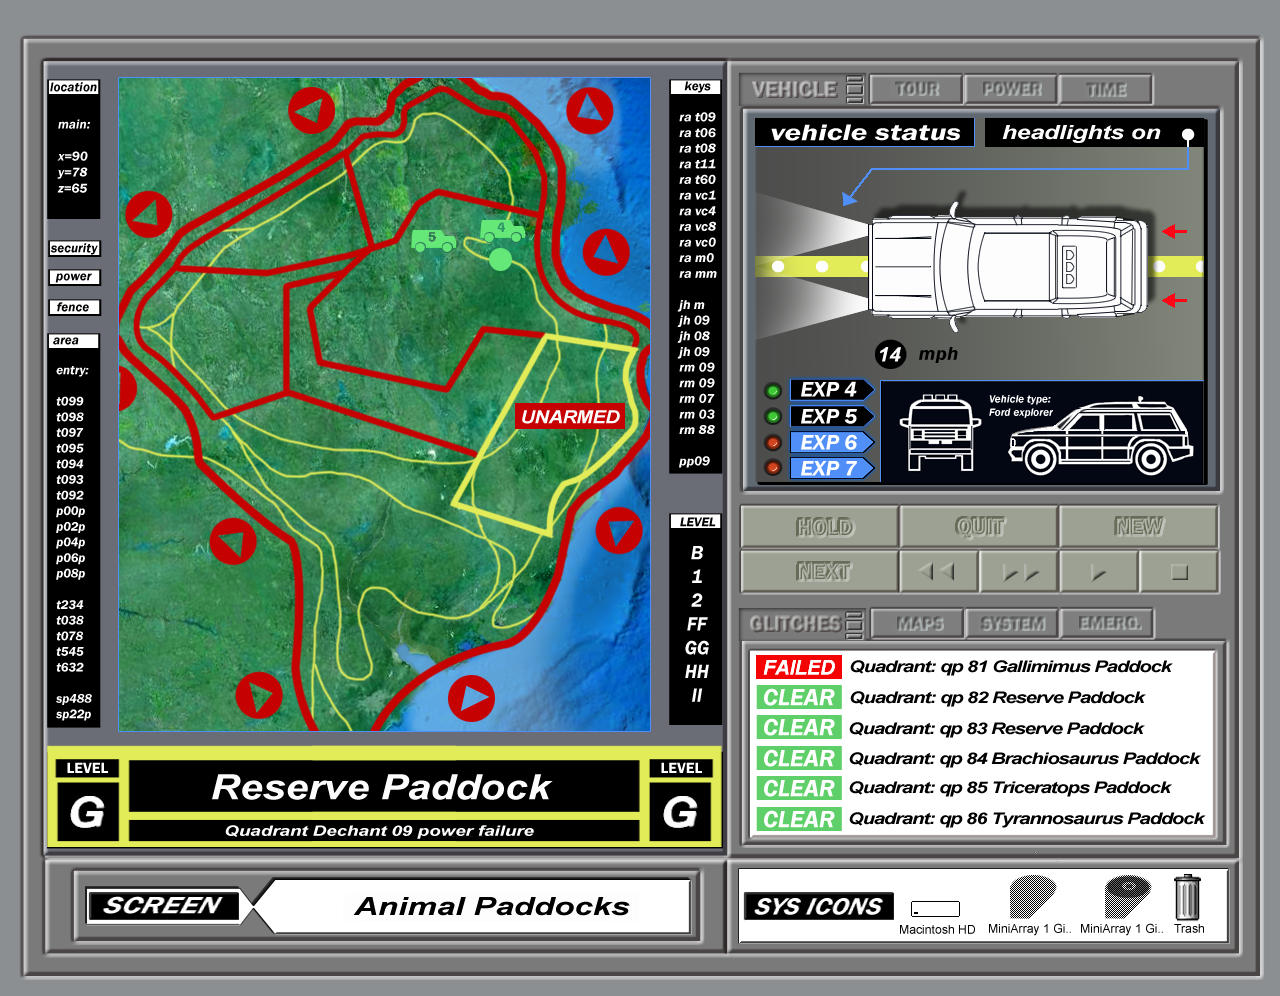 location
main:
x=90
y=78
z=65
security
power
fence
area
entry:
t099
t098
t097
t095
t094
t093
t092
p00p
p02p
p04p
p06p
p08p
t234
t038
t078
t545
t632
sp488
sp22p
5
4
UNARMED
keys
ra t09
ra t06
ra t08
ra t11
ra t60
ra vc1
ra vc4
ra vc8
ra vc0
ra m0
ra mm
jh m
jh 09
jh 08
jh 09
rm 09
rm 09
rm 07
rm 03
rm 88
pp09
LEVEL
B
1
2
FF
GG
HH
II
LEVEL
G
Reserve Paddock
Quadrant Dechant 09 power failure
LEVEL
G
SCREEN
Animal Paddocks
VEHICLE
TOUR
POWER
TIME
vehicle status
headlights on
DDD
14 mph
EXP 4
EXP 5
EXP 6
EXP 7
Vehicle type:
Ford explorer
HOLD
QUIT
NEW
NEXT
GLITCHES
MAPS
SYSTEM
EMERG.
FAILED Quadrant: qp 81 Gallimimus Paddock
CLEAR Quadrant: qp 82 Reserve Paddock
CLEAR Quadrant: qp 83 Reserve Paddock
CLEAR Quadrant: qp 84 Brachiosaurus Paddock
CLEAR Quadrant: qp 85 Triceratops Paddock
CLEAR Quadrant: qp 86 Tyrannosaurus Paddock
SYS ICONS
Macintosh HD
MiniArray 1 Gi..
MiniArray 1 Gi..
Trash